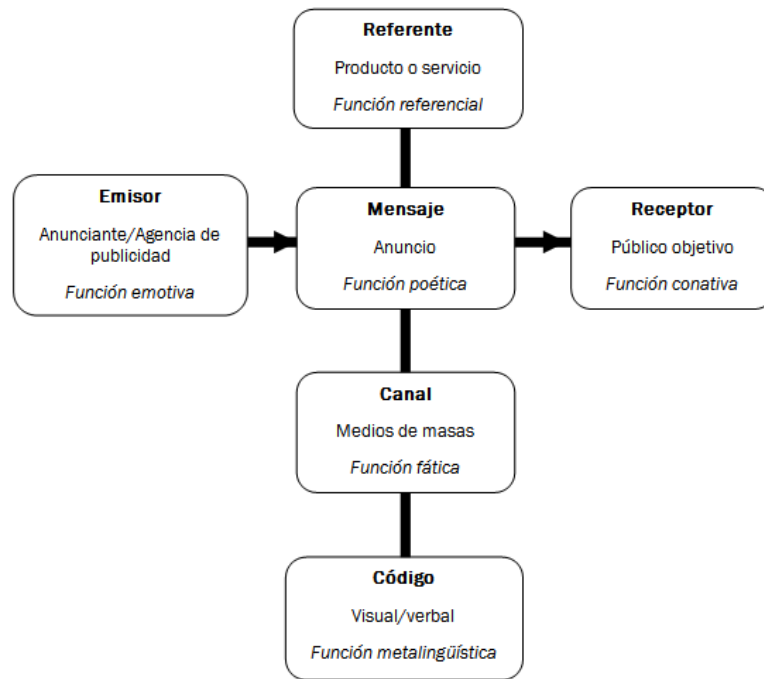 Referente
Producto o servicio
Función referencial
Emisor
Anunciante/Agencia de
publicidad
Función emotiva
Mensaje
Anuncio
Función poética
Receptor
Público objetivo
Función conativa
Canal
Medios de masas
Función fática
Código
Visual/verbal
Función metalingüística